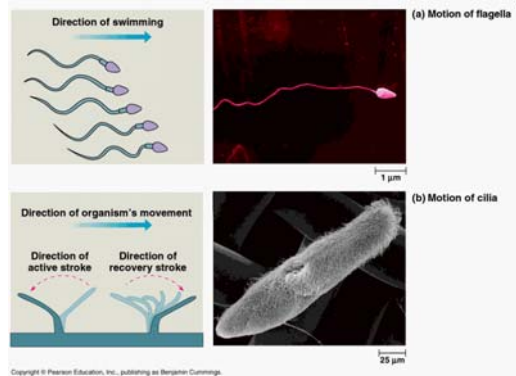 Direction of swimming
(a) Motion of flagella
1 µm
(b) Motion of cilia
Direction of organism's movement
Direction of
active stroke
Direction of
recovery stroke
25 µm
Copyright © Pearson Education, Inc., publishing as Benjamin Cummings.